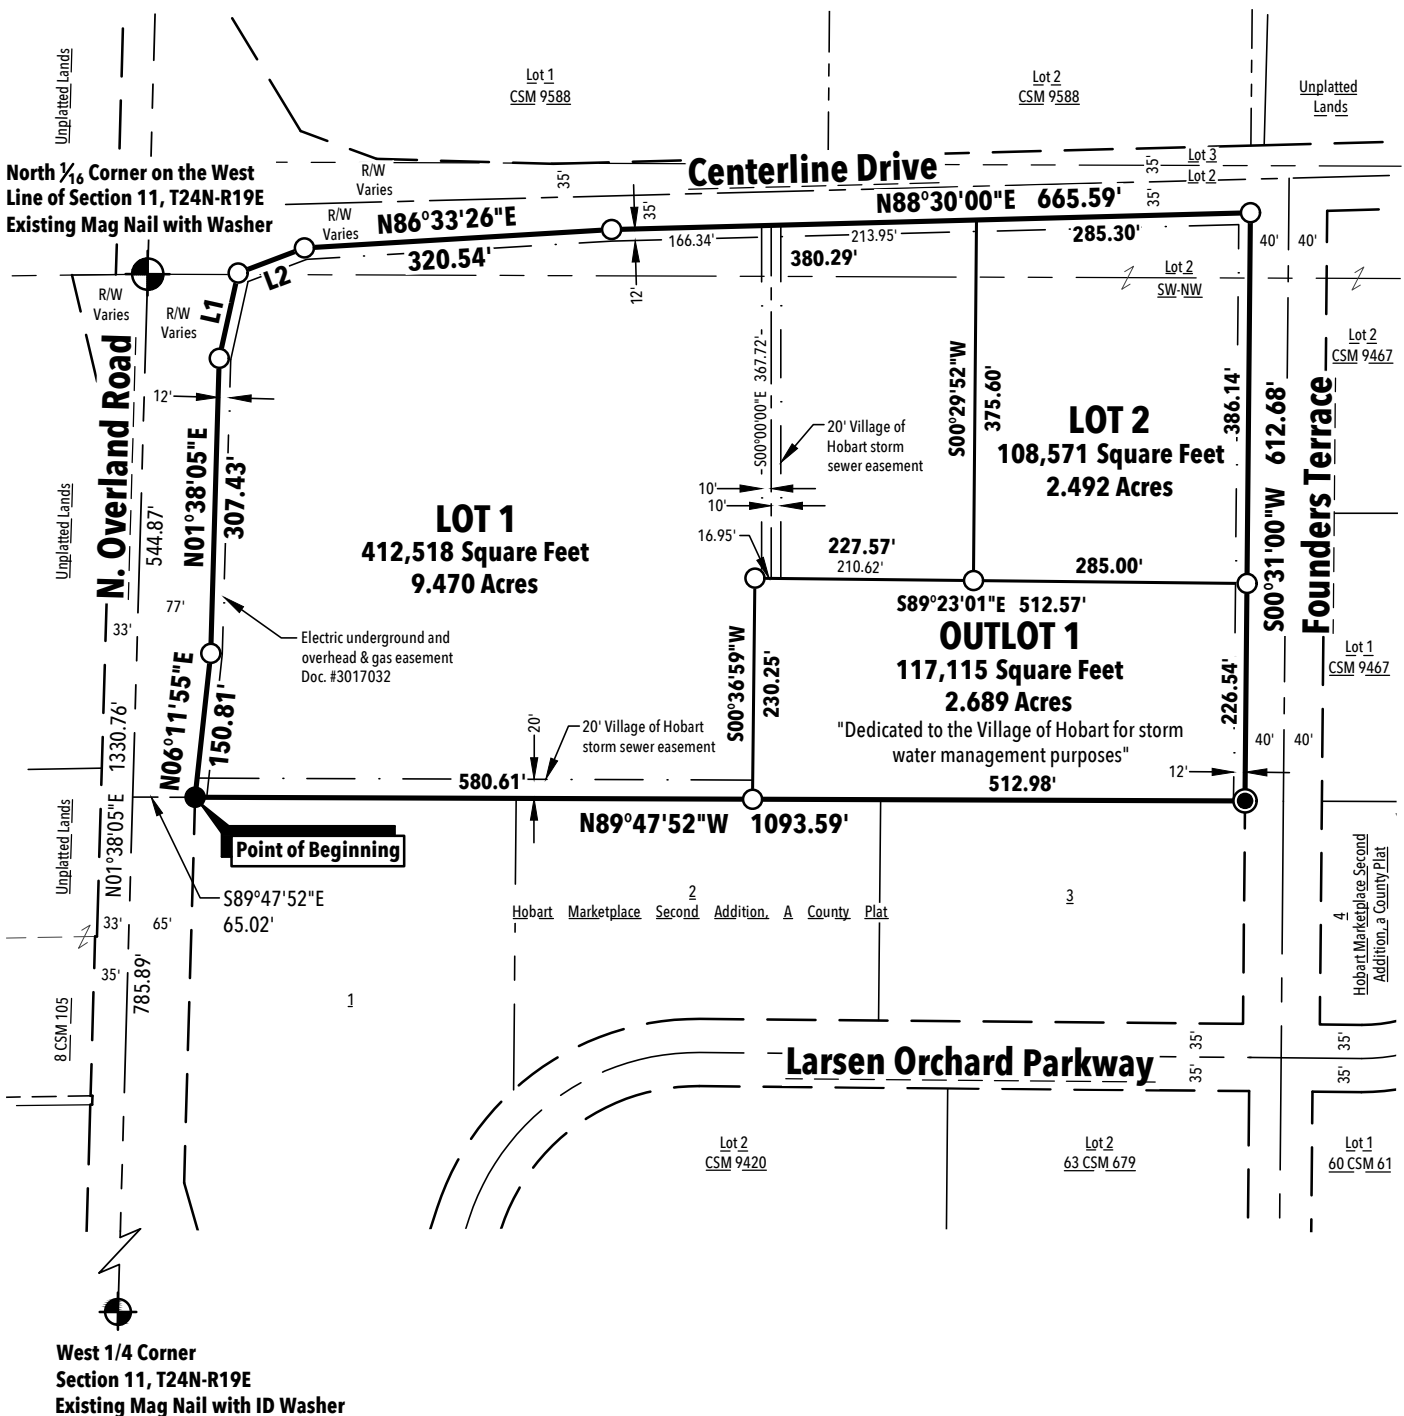 Lot 1
CSM 9588
Lot 2
CSM 9588
Unplatted
Lands
Unplatted Lands
North 1/16 Corner on the West
Line of Section 11, T24N-R19E
Existing Mag Nail with Washer
R/W
Varies
R/W
Varies
35'
Centerline Drive
35'
Lot 3
Lot 2
35'
N86°33'26"E
320.54'
35'
N88°30'00"E 665.59'
166.34'
213.95'
380.29'
285.30'
40'
40'
L2
L1
12'
R/W
Varies
R/W
Varies
Lot 2
SW-NW
Lot 2
CSM 9467
N. Overland Road
12'
S00°00'00"E 367.72'
S00°29'52"W
375.60'
386.14'
S00°31'00"W 612.68'
Founders Terrace
20' Village of
Hobart storm
sewer easement
LOT 2
108,571 Square Feet
2.492 Acres
N01°38'05"E
307.43'
544.87'
Unplatted Lands
10'
10'
LOT 1
412,518 Square Feet
9.470 Acres
16.95'
227.57'
210.62'
285.00'
S89°23'01"E 512.57'
77'
33'
Electric underground and
overhead & gas easement
Doc. #3017032
OUTLOT 1
117,115 Square Feet
2.689 Acres
"Dedicated to the Village of Hobart for storm
water management purposes"
S00°36'59"W
230.25'
226.54'
Lot 1
CSM 9467
N06°11'55"E
150.81'
1330.76'
N01°38'05"E
20'
20' Village of Hobart
storm sewer easement
40'
40'
12'
580.61'
512.98'
N89°47'52"W 1093.59'
Point of Beginning
Unplatted Lands
S89°47'52"E
65.02'
33'
65'
35'
785.89'
8 CSM 105
2
Hobart Marketplace Second Addition, A County Plat
3
1
4
Hobart Marketplace Second
Addition, a County Plat
Larsen Orchard Parkway
35'
35'
35'
35'
Lot 2
CSM 9420
Lot 2
63 CSM 679
Lot 1
60 CSM 61
West 1/4 Corner
Section 11, T24N-R19E
Existing Mag Nail with ID Washer